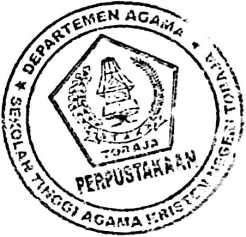 DEPARTEMEN AGAMA
SEKOLAH TINGGI AGAMA KRISTEN NEGERI TORAJA
TORAJA
PERPUSTAKAAN